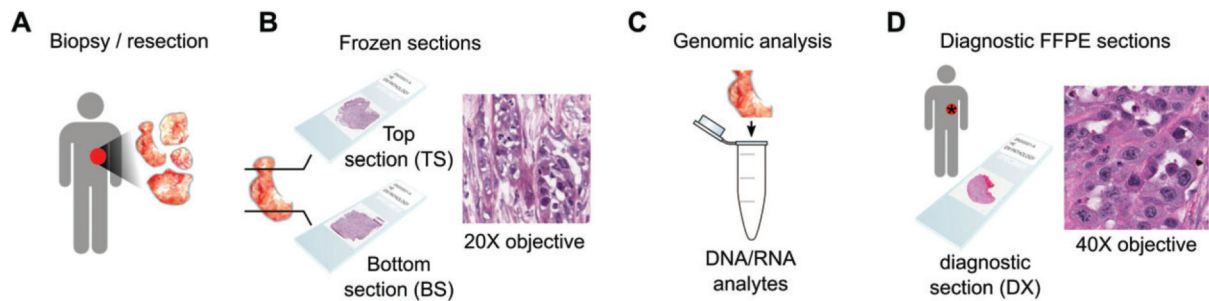 A
Biopsy / resection
B
Frozen sections
Top
section (TS)
Bottom
section (BS)
20X objective
C
Genomic analysis
DNA/RNA
analytes
D
Diagnostic FFPE sections
diagnostic
section (DX)
40X objective